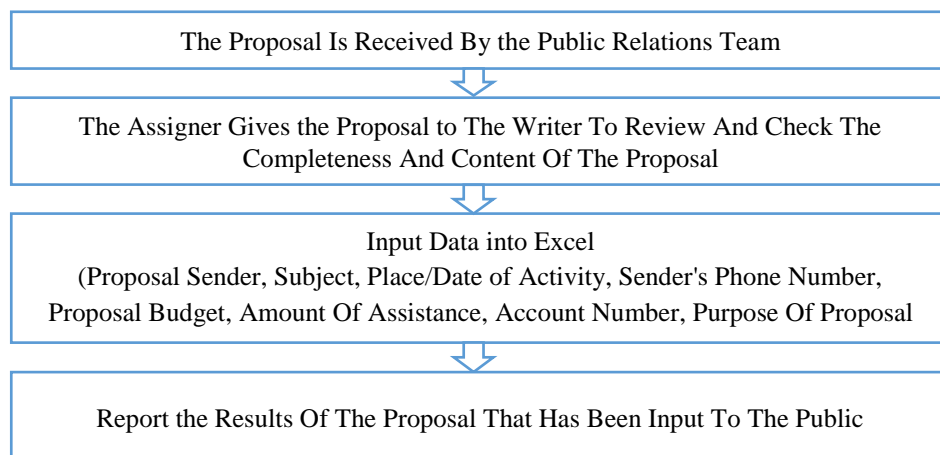 The Proposal Is Received By the Public Relations Team
The Assigner Gives the Proposal to The Writer To Review And Check The
Completeness And Content Of The Proposal
Input Data into Excel
(Proposal Sender, Subject, Place/Date of Activity, Sender's Phone Number,
Proposal Budget, Amount Of Assistance, Account Number, Purpose Of Proposal
Report the Results Of The Proposal That Has Been Input To The Public